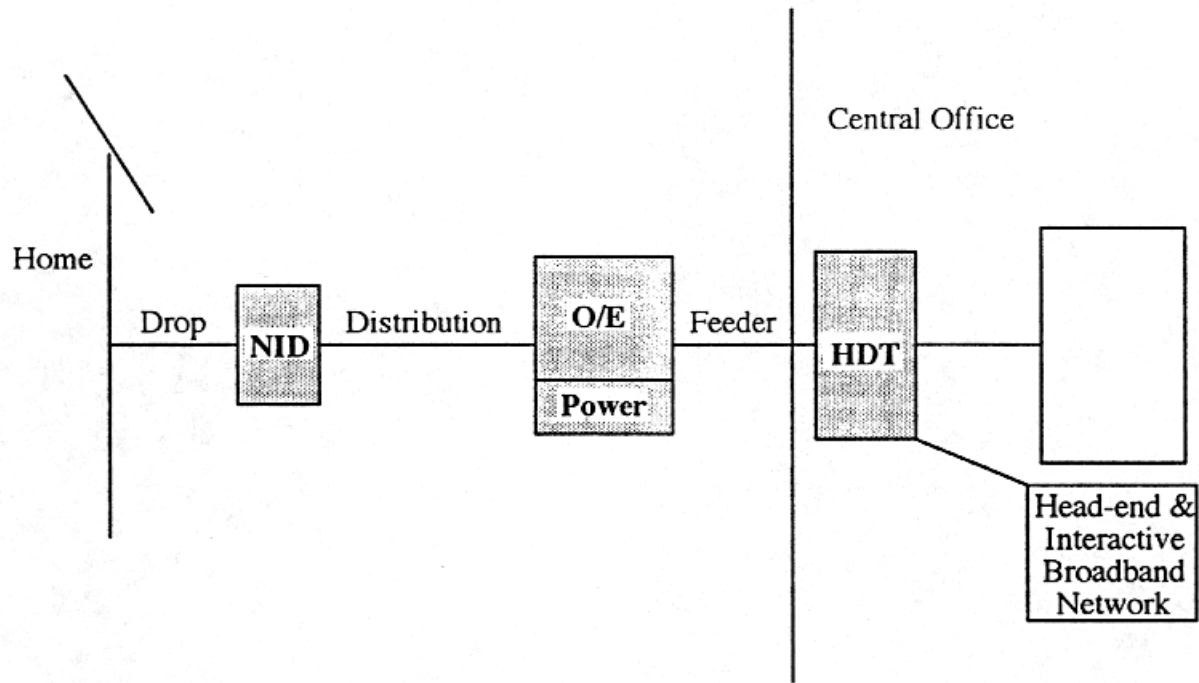 Central Office
Home
Drop
NID
Distribution
O/E
Power
Feeder
HDT
Head-end &
Interactive
Broadband
Network